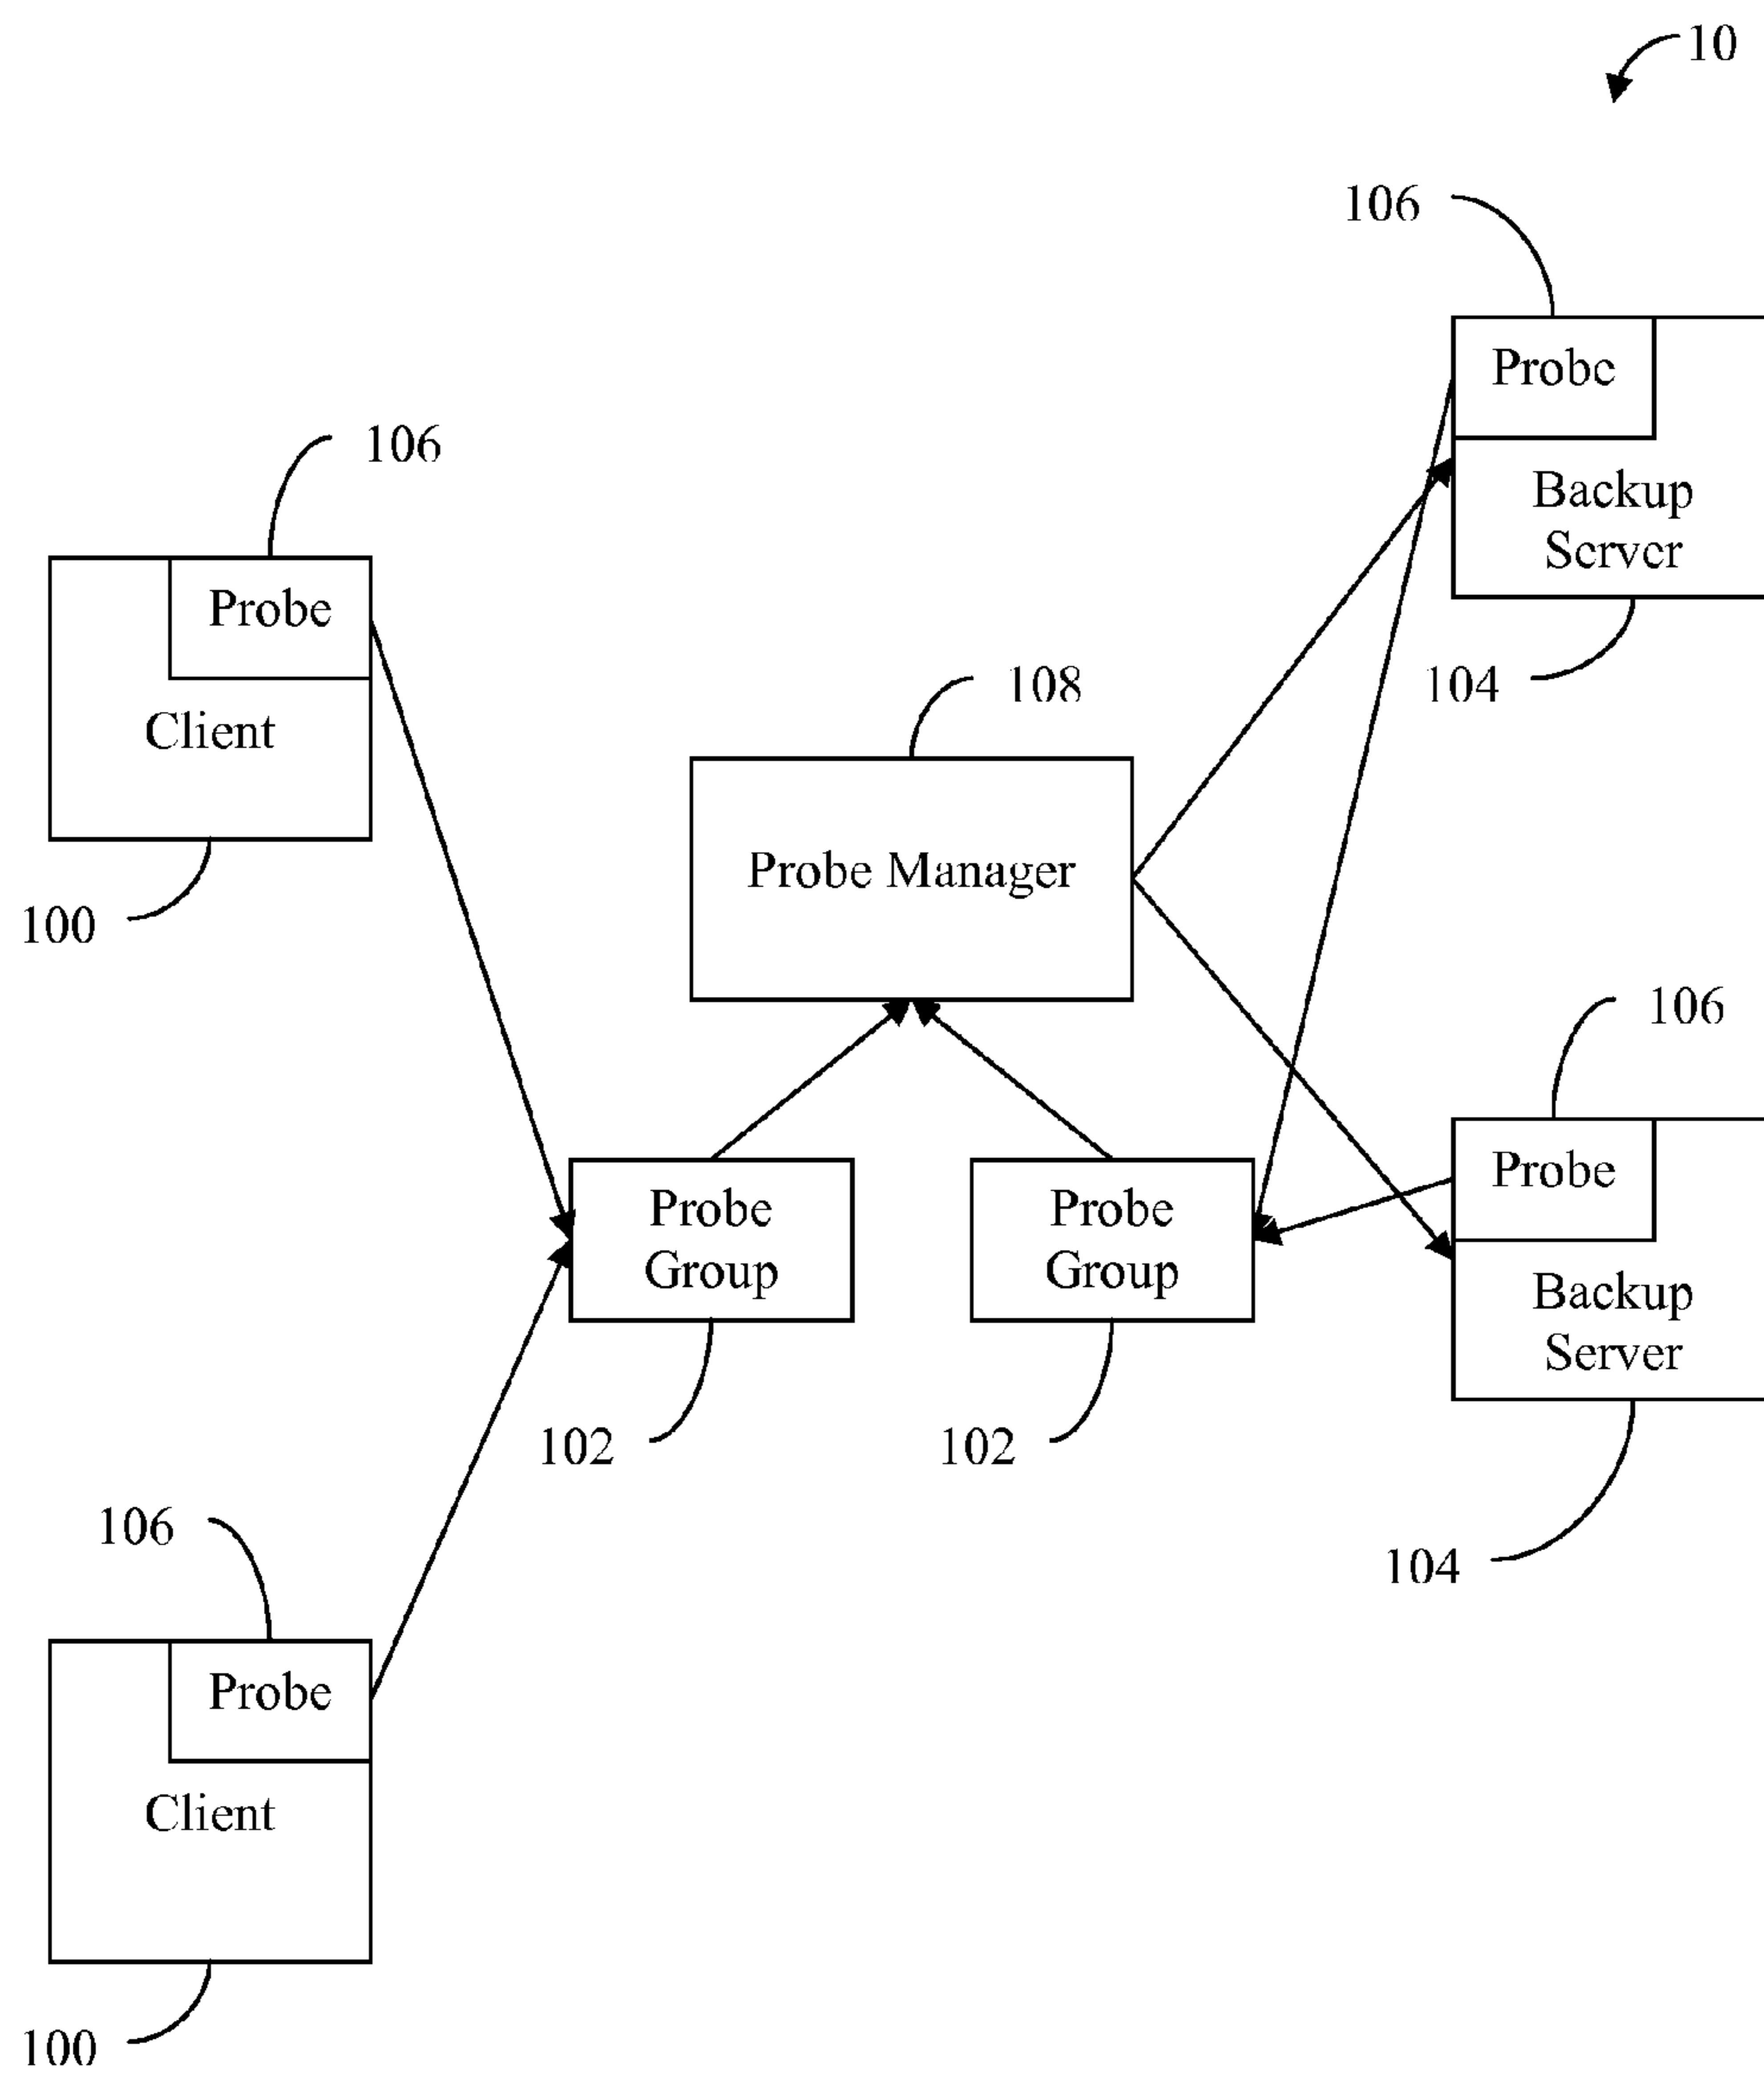 10
106
Probe
Backup
Server
104
106
Probe
Client
100
108
Probe Manager
106
Probe
Backup
Server
104
Probe
Group
102
Probe
Group
102
106
Probe
Client
100